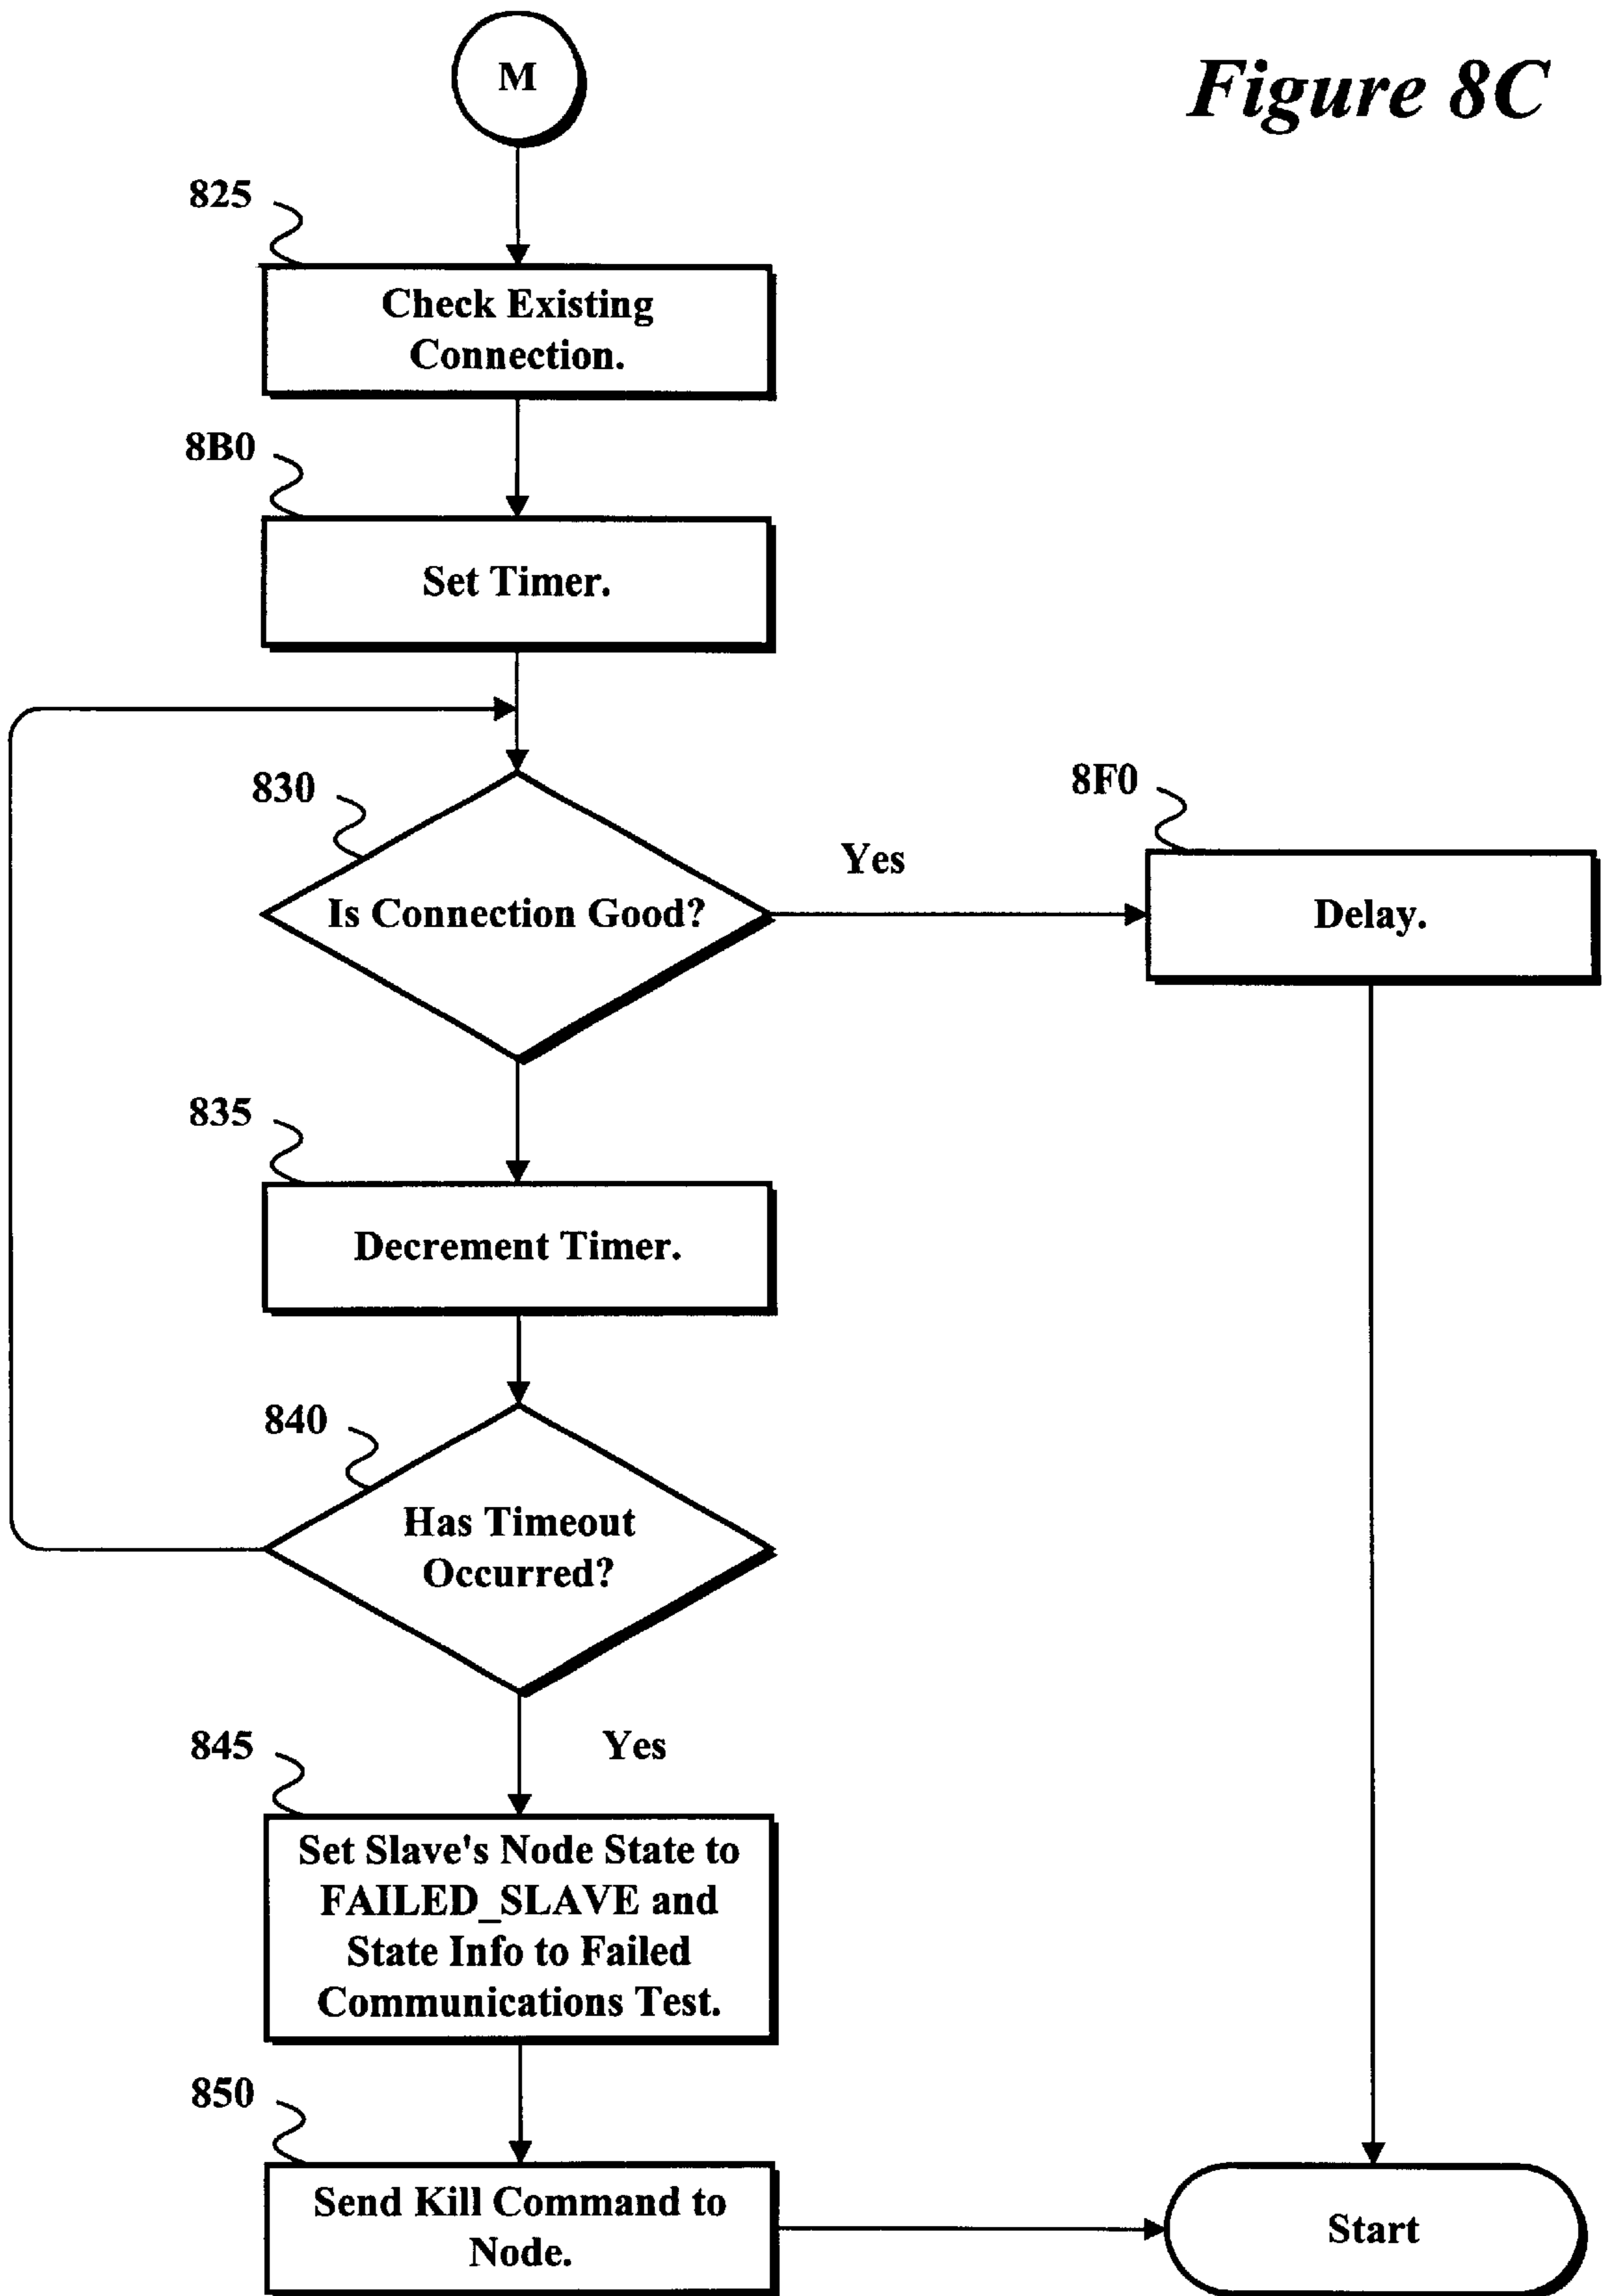 M
Figure 8C
825
Check Existing
Connection.
8B0
Set Timer.
830
Is Connection Good?
Yes
8F0
Delay.
835
Decrement Timer.
840
Has Timeout
Occurred?
845
Yes
Set Slave's Node State to
FAILED_SLAVE and
State Info to Failed
Communications Test.
850
Send Kill Command to
Node.
Start